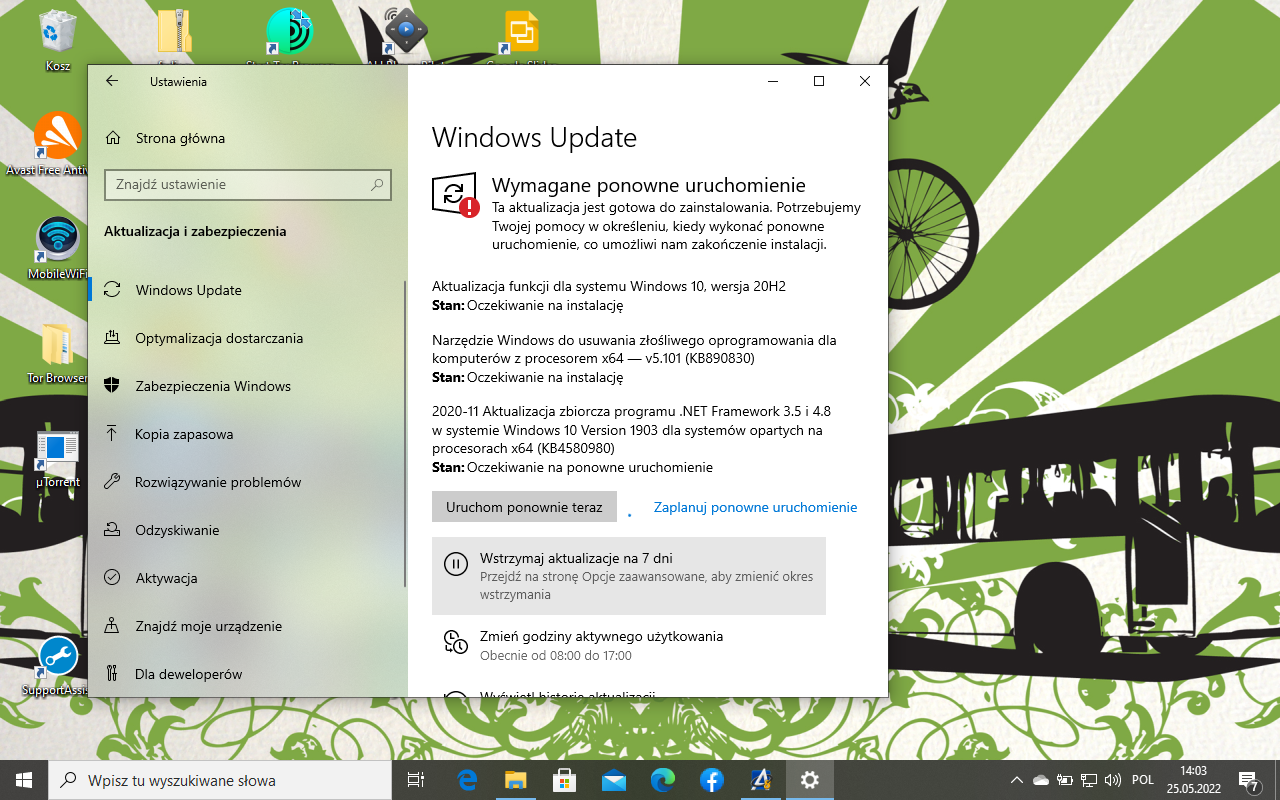 Kosz
Avast Free Antiv
MobileWiFi
Tor Browser
µTorrent
SupportAssis
Ustawienia
Strona główna
Znajdź ustawienie
Aktualizacja i zabezpieczenia
Windows Update
Optymalizacja dostarczania
Zabezpieczenia Windows
Kopia zapasowa
Rozwiązywanie problemów
Odzyskiwanie
Aktywacja
Znajdź moje urządzenie
Dla deweloperów
Windows Update
Wymagane ponowne uruchomienie
Ta aktualizacja jest gotowa do zainstalowania. Potrzebujemy
Twojej pomocy w określeniu, kiedy wykonać ponowne
uruchomienie, co umożliwi nam zakończenie instalacji.
Aktualizacja funkcji dla systemu Windows 10, wersja 20H2
Stan: Oczekiwanie na instalację
Narzędzie Windows do usuwania złośliwego oprogramowania dla
komputerów z procesorem x64 — v5.101 (KB890830)
Stan: Oczekiwanie na instalację
2020-11 Aktualizacja zbiorcza programu .NET Framework 3.5 i 4.8
w systemie Windows 10 Version 1903 dla systemów opartych na
procesorach x64 (KB4580980)
Stan: Oczekiwanie na ponowne uruchomienie
Uruchom ponownie teraz
Zaplanuj ponowne uruchomienie
Wstrzymaj aktualizacje na 7 dni
Przejdź na stronę Opcje zaawansowane, aby zmienić okres
wstrzymania
Zmień godziny aktywnego użytkowania
Obecnie od 08:00 do 17:00
Wyświetl historię aktualizacji
Wpisz tu wyszukiwane słowa
POL
14:03
25.05.2022
7